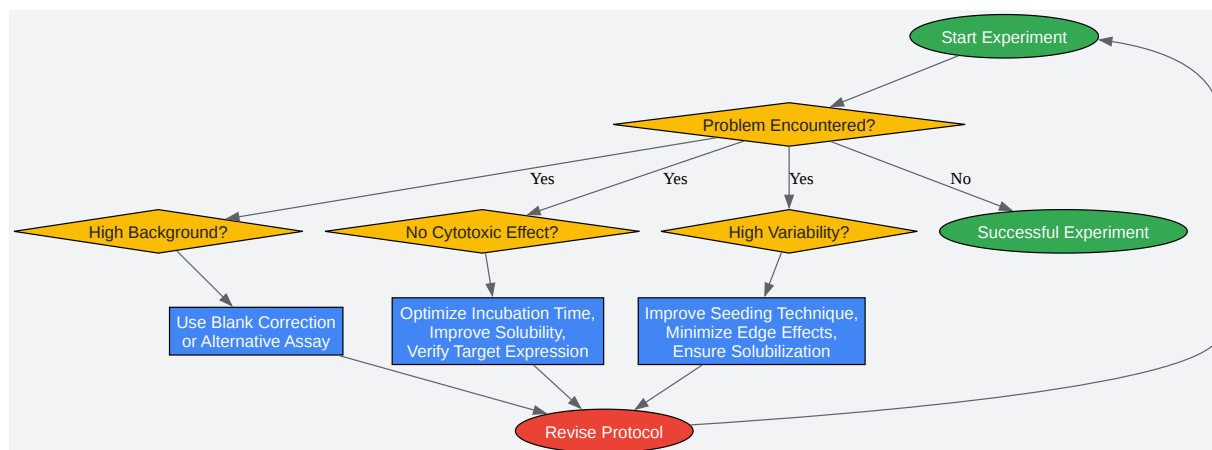 Start Experiment
Problem Encountered?
Yes
Yes
Yes
No
High Background?
No Cytotoxic Effect?
High Variability?
Successful Experiment
Use Blank Correction
or Alternative Assay
Optimize Incubation Time,
Improve Solubility,
Verify Target Expression
Improve Seeding Technique,
Minimize Edge Effects,
Ensure Solubilization
Revise Protocol